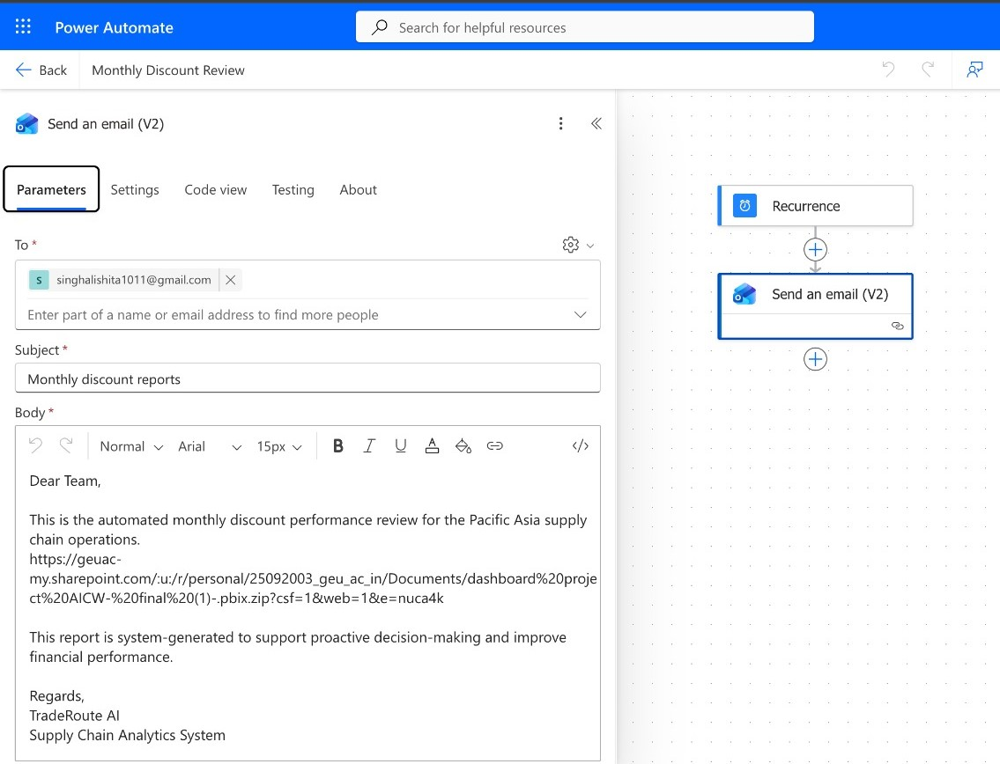 Power Automate
Search for helpful resources
Back
Monthly Discount Review
Send an email (V2)
Parameters
Settings
Code view
Testing
About
To *
S
singhalishita1011@gmail.com
Enter part of a name or email address to find more people
Subject *
Monthly discount reports
Body *
Normal
Arial
15px
B
I
U
A
</>
Dear Team,
This is the automated monthly discount performance review for the Pacific Asia supply
chain operations.
https://geuac-
my.sharepoint.com/:u:/r/personal/25092003_geu_ac_in/Documents/dashboard%20proje
ct%20AICW-%20final%20(1)-.pbix.zip?csf=1&web=1&e=nuca4k
This report is system-generated to support proactive decision-making and improve
financial performance.
Regards,
TradeRoute AI
Supply Chain Analytics System
Recurrence
Send an email (V2)